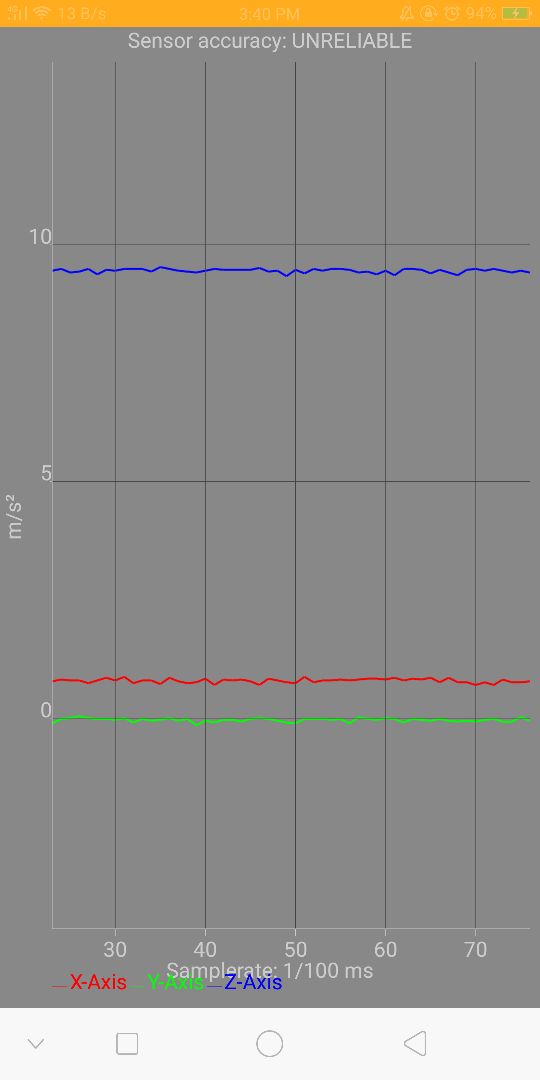 4G 13 B/s 3:40 PM 94%
Sensor accuracy: UNRELIABLE
10
5
m/s²
0
30 40 50 60 70
Samplerate: 1/100 ms
X-Axis Y-Axis Z-Axis